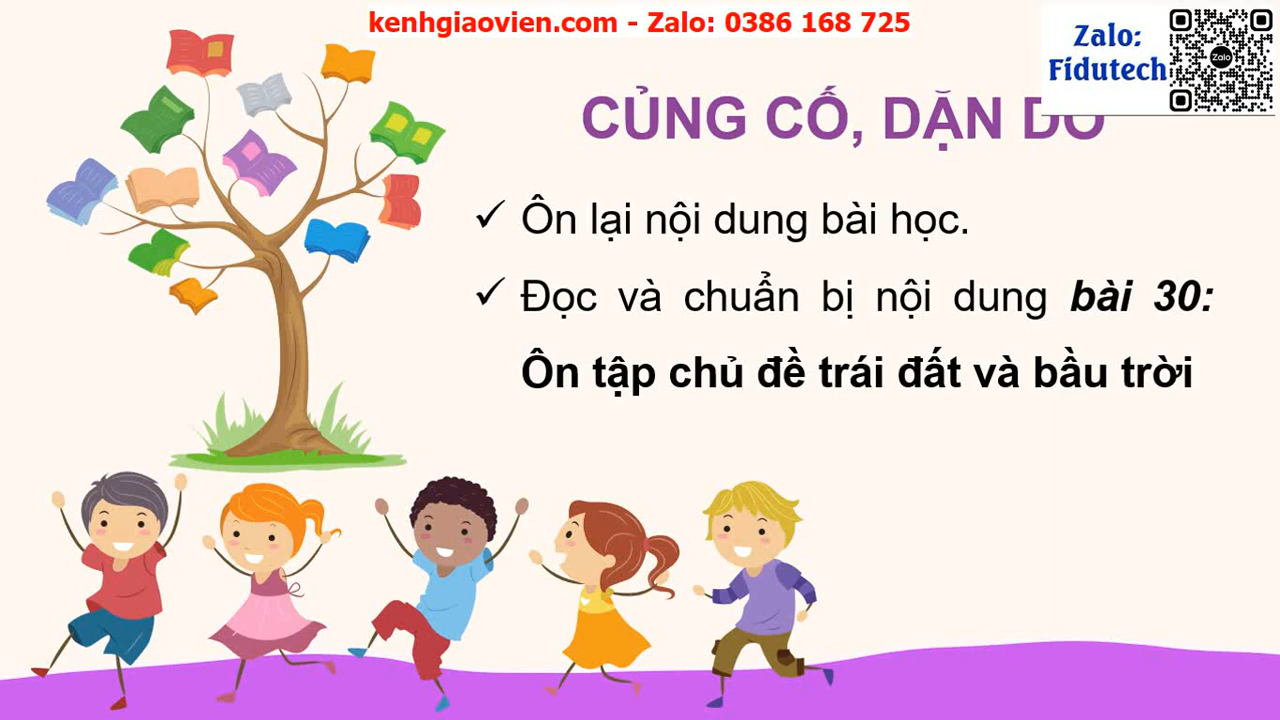 kenhgiaovien.com - Zalo: 0386 168 725
Zalo:
Fidutech
Zalo
CỦNG CỐ, DẶN DÒ
✓ Ôn lại nội dung bài học.
✓ Đọc và chuẩn bị nội dung bài 30:
Ôn tập chủ đề trái đất và bầu trời